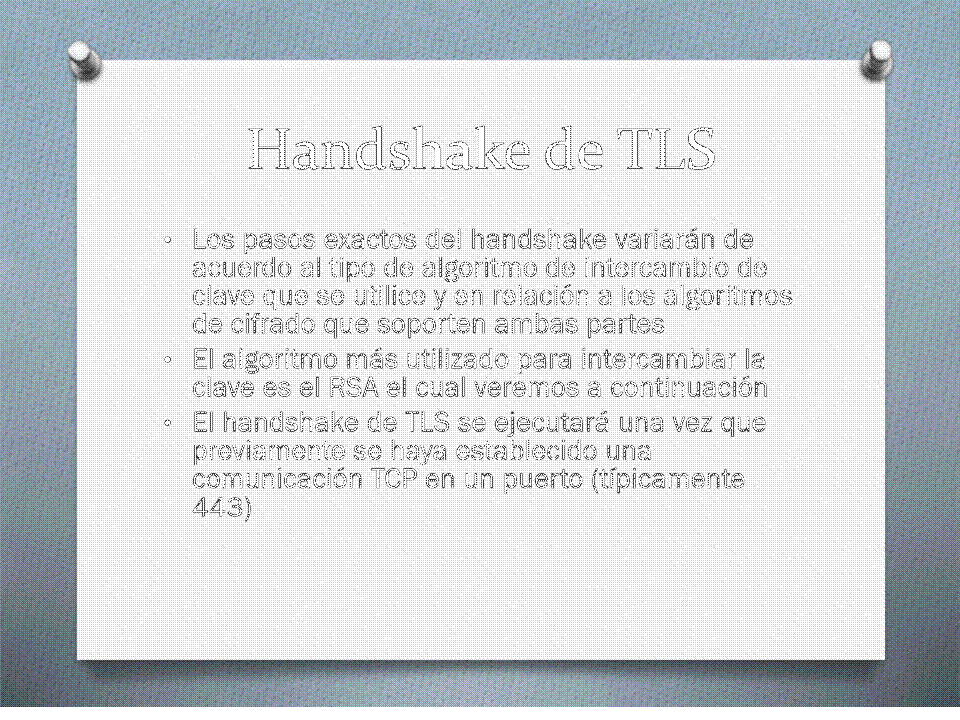 Handshake de TLS
• Los pasos exactos del handshake variarán de
acuerdo al tipo de algoritmo de intercambio de
clave que se utilice y en relación a los algoritmos
de cifrado que soporten ambas partes
• El algoritmo más utilizado para intercambiar la
clave es el RSA el cual veremos a continuación
• El handshake de TLS se ejecutará una vez que
previamente se haya establecido una
comunicación TCP en un puerto (típicamente
443)